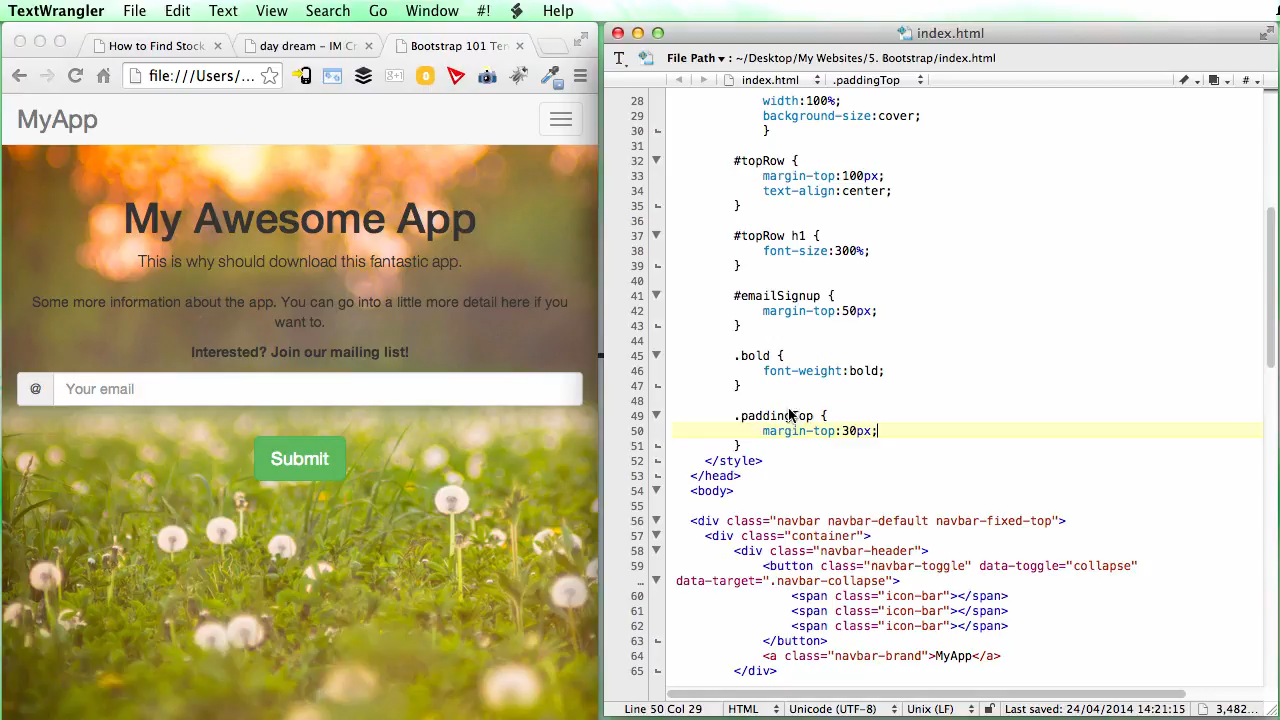 TextWrangler File Edit Text View Search Go Window #! Help
How to Find Stoc × day dream – IM Cr × Bootstrap 101 Ten ×
file:///Users/...
MyApp
My Awesome App
This is why should download this fantastic app.
Some more information about the app. You can go into a little more detail here if you
want to.
Interested? Join our mailing list!
@ Your email
Submit
index.html
File Path ▾ : ~/Desktop/My Websites/5. Bootstrap/index.html
index.html .paddingTop
28 width:100%;
29 background-size:cover;
30 }
31
32 #topRow {
33 margin-top:100px;
34 text-align:center;
35 }
36
37 #topRow h1 {
38 font-size:300%;
39 }
40
41 #emailSignup {
42 margin-top:50px;
43 }
44
45 .bold {
46 font-weight:bold;
47 }
48
49 .paddingTop {
50 margin-top:30px;
51 }
52 </style>
53 </head>
54 <body>
55
56 <div class="navbar navbar-default navbar-fixed-top">
57 <div class="container">
58 <div class="navbar-header">
59 <button class="navbar-toggle" data-toggle="collapse"
… data-target=".navbar-collapse">
60 <span class="icon-bar"></span>
61 <span class="icon-bar"></span>
62 <span class="icon-bar"></span>
63 </button>
64 <a class="navbar-brand">MyApp</a>
65 </div>
Line 50 Col 29 HTML Unicode (UTF-8) Unix (LF) Last saved: 24/04/2014 14:21:15 3,482...